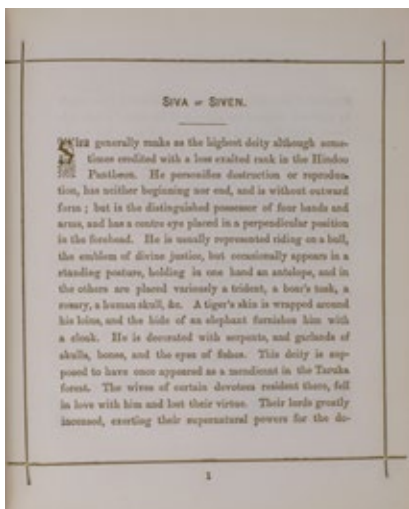 SIVA or SIVEN.
SIVA generally ranks as the highest deity although some-
times credited with a less exalted rank in the Hindoo
Pantheon. He personifies destruction or reproduc-
tion, has neither beginning nor end, and is without outward
form ; but is the distinguished possessor of four hands and
arms, and has a centre eye placed in a perpendicular position
in the forehead. He is usually represented riding on a bull,
the emblem of divine justice, but occasionally appears in a
standing posture, holding in one hand an antelope, and in
the others are placed variously a trident, a boar's tusk, a
rosary, a human skull, &c. A tiger's skin is wrapped around
his loins, and the hide of an elephant furnishes him with
a cloak. He is decorated with serpents, and garlands of
skulls, bones, and the eyes of fishes. This deity is sup-
posed to have once appeared as a mendicant in the Taruka
forest. The wives of certain devotees resident there, fell
in love with him and lost their virtue. Their lords greatly
incensed, exerting their supernatural powers for the de-
1